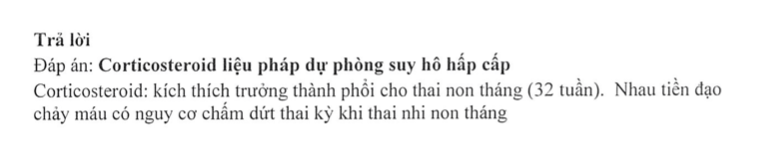 Trả lời
Đáp án: Corticosteroid liệu pháp dự phòng suy hô hấp cấp
Corticosteroid: kích thích trưởng thành phổi cho thai non tháng (32 tuần). Nhau tiền đạo
chảy máu có nguy cơ chấm dứt thai kỳ khi thai nhi non tháng